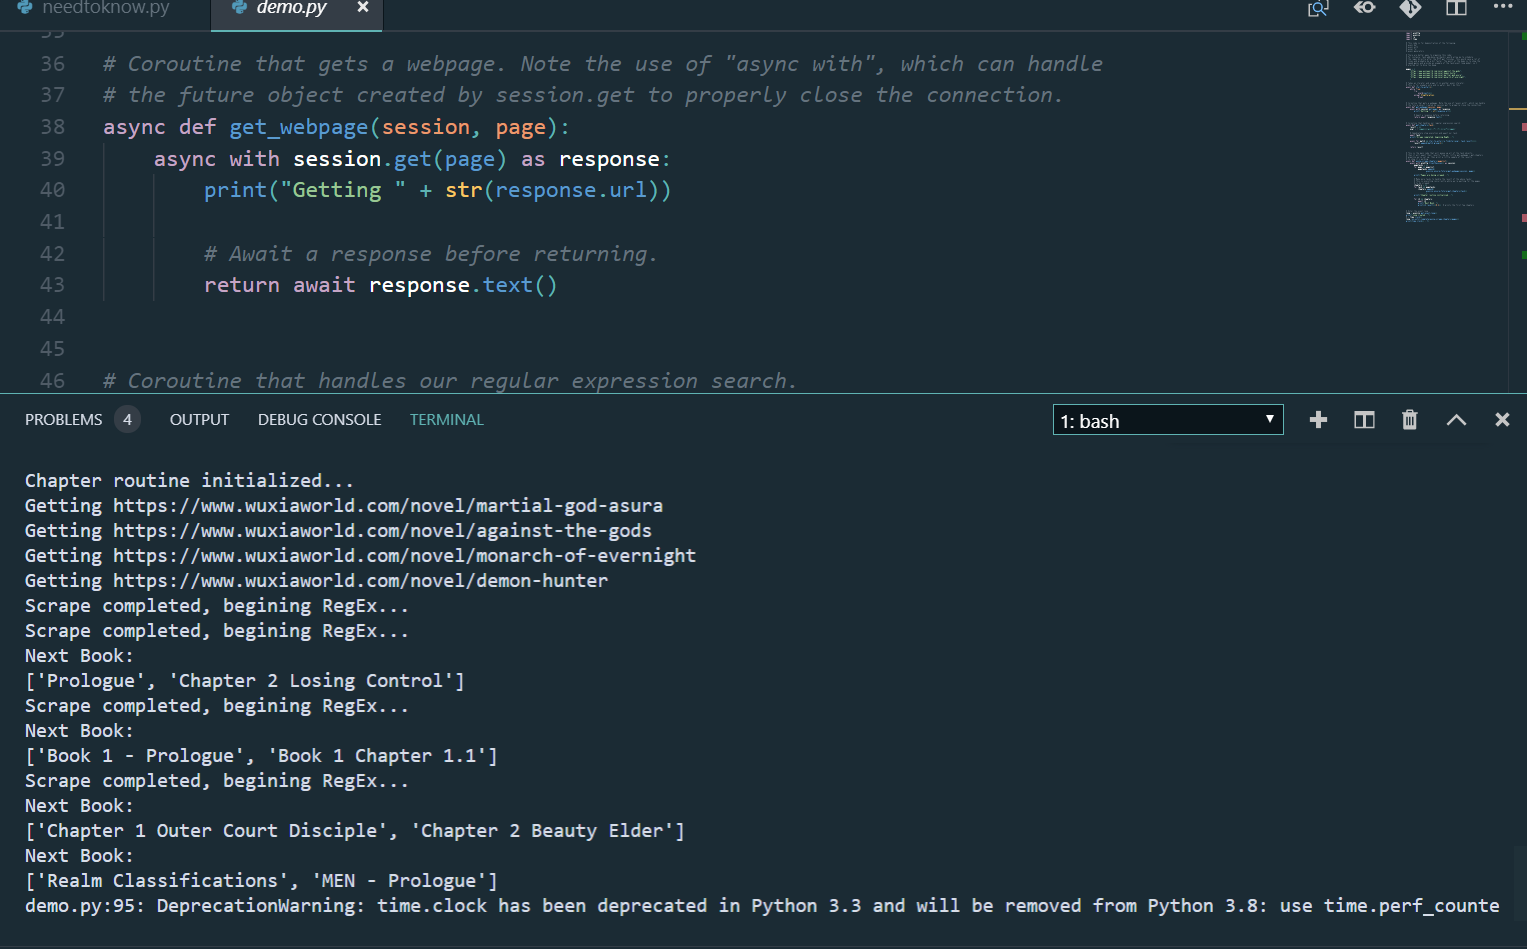 needtoknow.py demo.py ×
36 # Coroutine that gets a webpage. Note the use of "async with", which can handle
37 # the future object created by session.get to properly close the connection.
38 async def get_webpage(session, page):
39 async with session.get(page) as response:
40 print("Getting " + str(response.url))
41
42 # Await a response before returning.
43 return await response.text()
44
45
46 # Coroutine that handles our regular expression search.
PROBLEMS 4 OUTPUT DEBUG CONSOLE TERMINAL 1: bash
Chapter routine initialized...
Getting https://www.wuxiaworld.com/novel/martial-god-asura
Getting https://www.wuxiaworld.com/novel/against-the-gods
Getting https://www.wuxiaworld.com/novel/monarch-of-evernight
Getting https://www.wuxiaworld.com/novel/demon-hunter
Scrape completed, begining RegEx...
Scrape completed, begining RegEx...
Next Book:
['Prologue', 'Chapter 2 Losing Control']
Scrape completed, begining RegEx...
Next Book:
['Book 1 - Prologue', 'Book 1 Chapter 1.1']
Scrape completed, begining RegEx...
Next Book:
['Chapter 1 Outer Court Disciple', 'Chapter 2 Beauty Elder']
Next Book:
['Realm Classifications', 'MEN - Prologue']
demo.py:95: DeprecationWarning: time.clock has been deprecated in Python 3.3 and will be removed from Python 3.8: use time.perf_counte